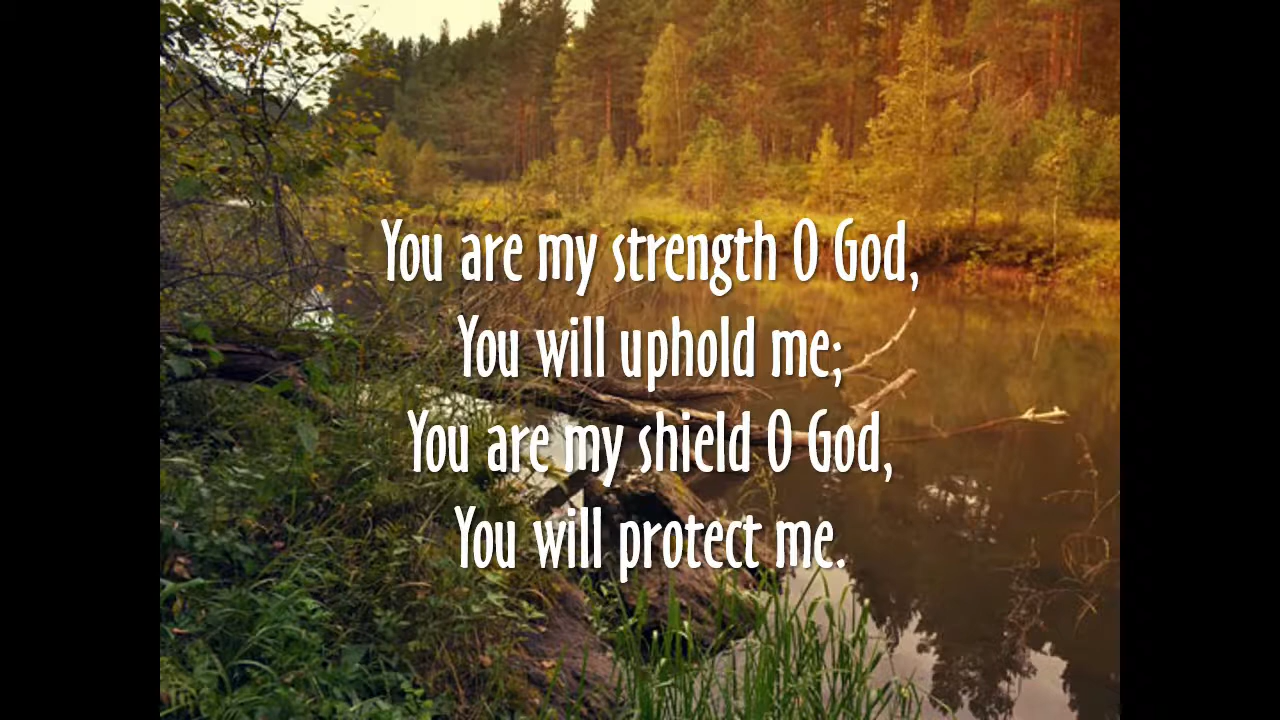 You are my strength O God,
You will uphold me;
You are my shield O God,
You will protect me.